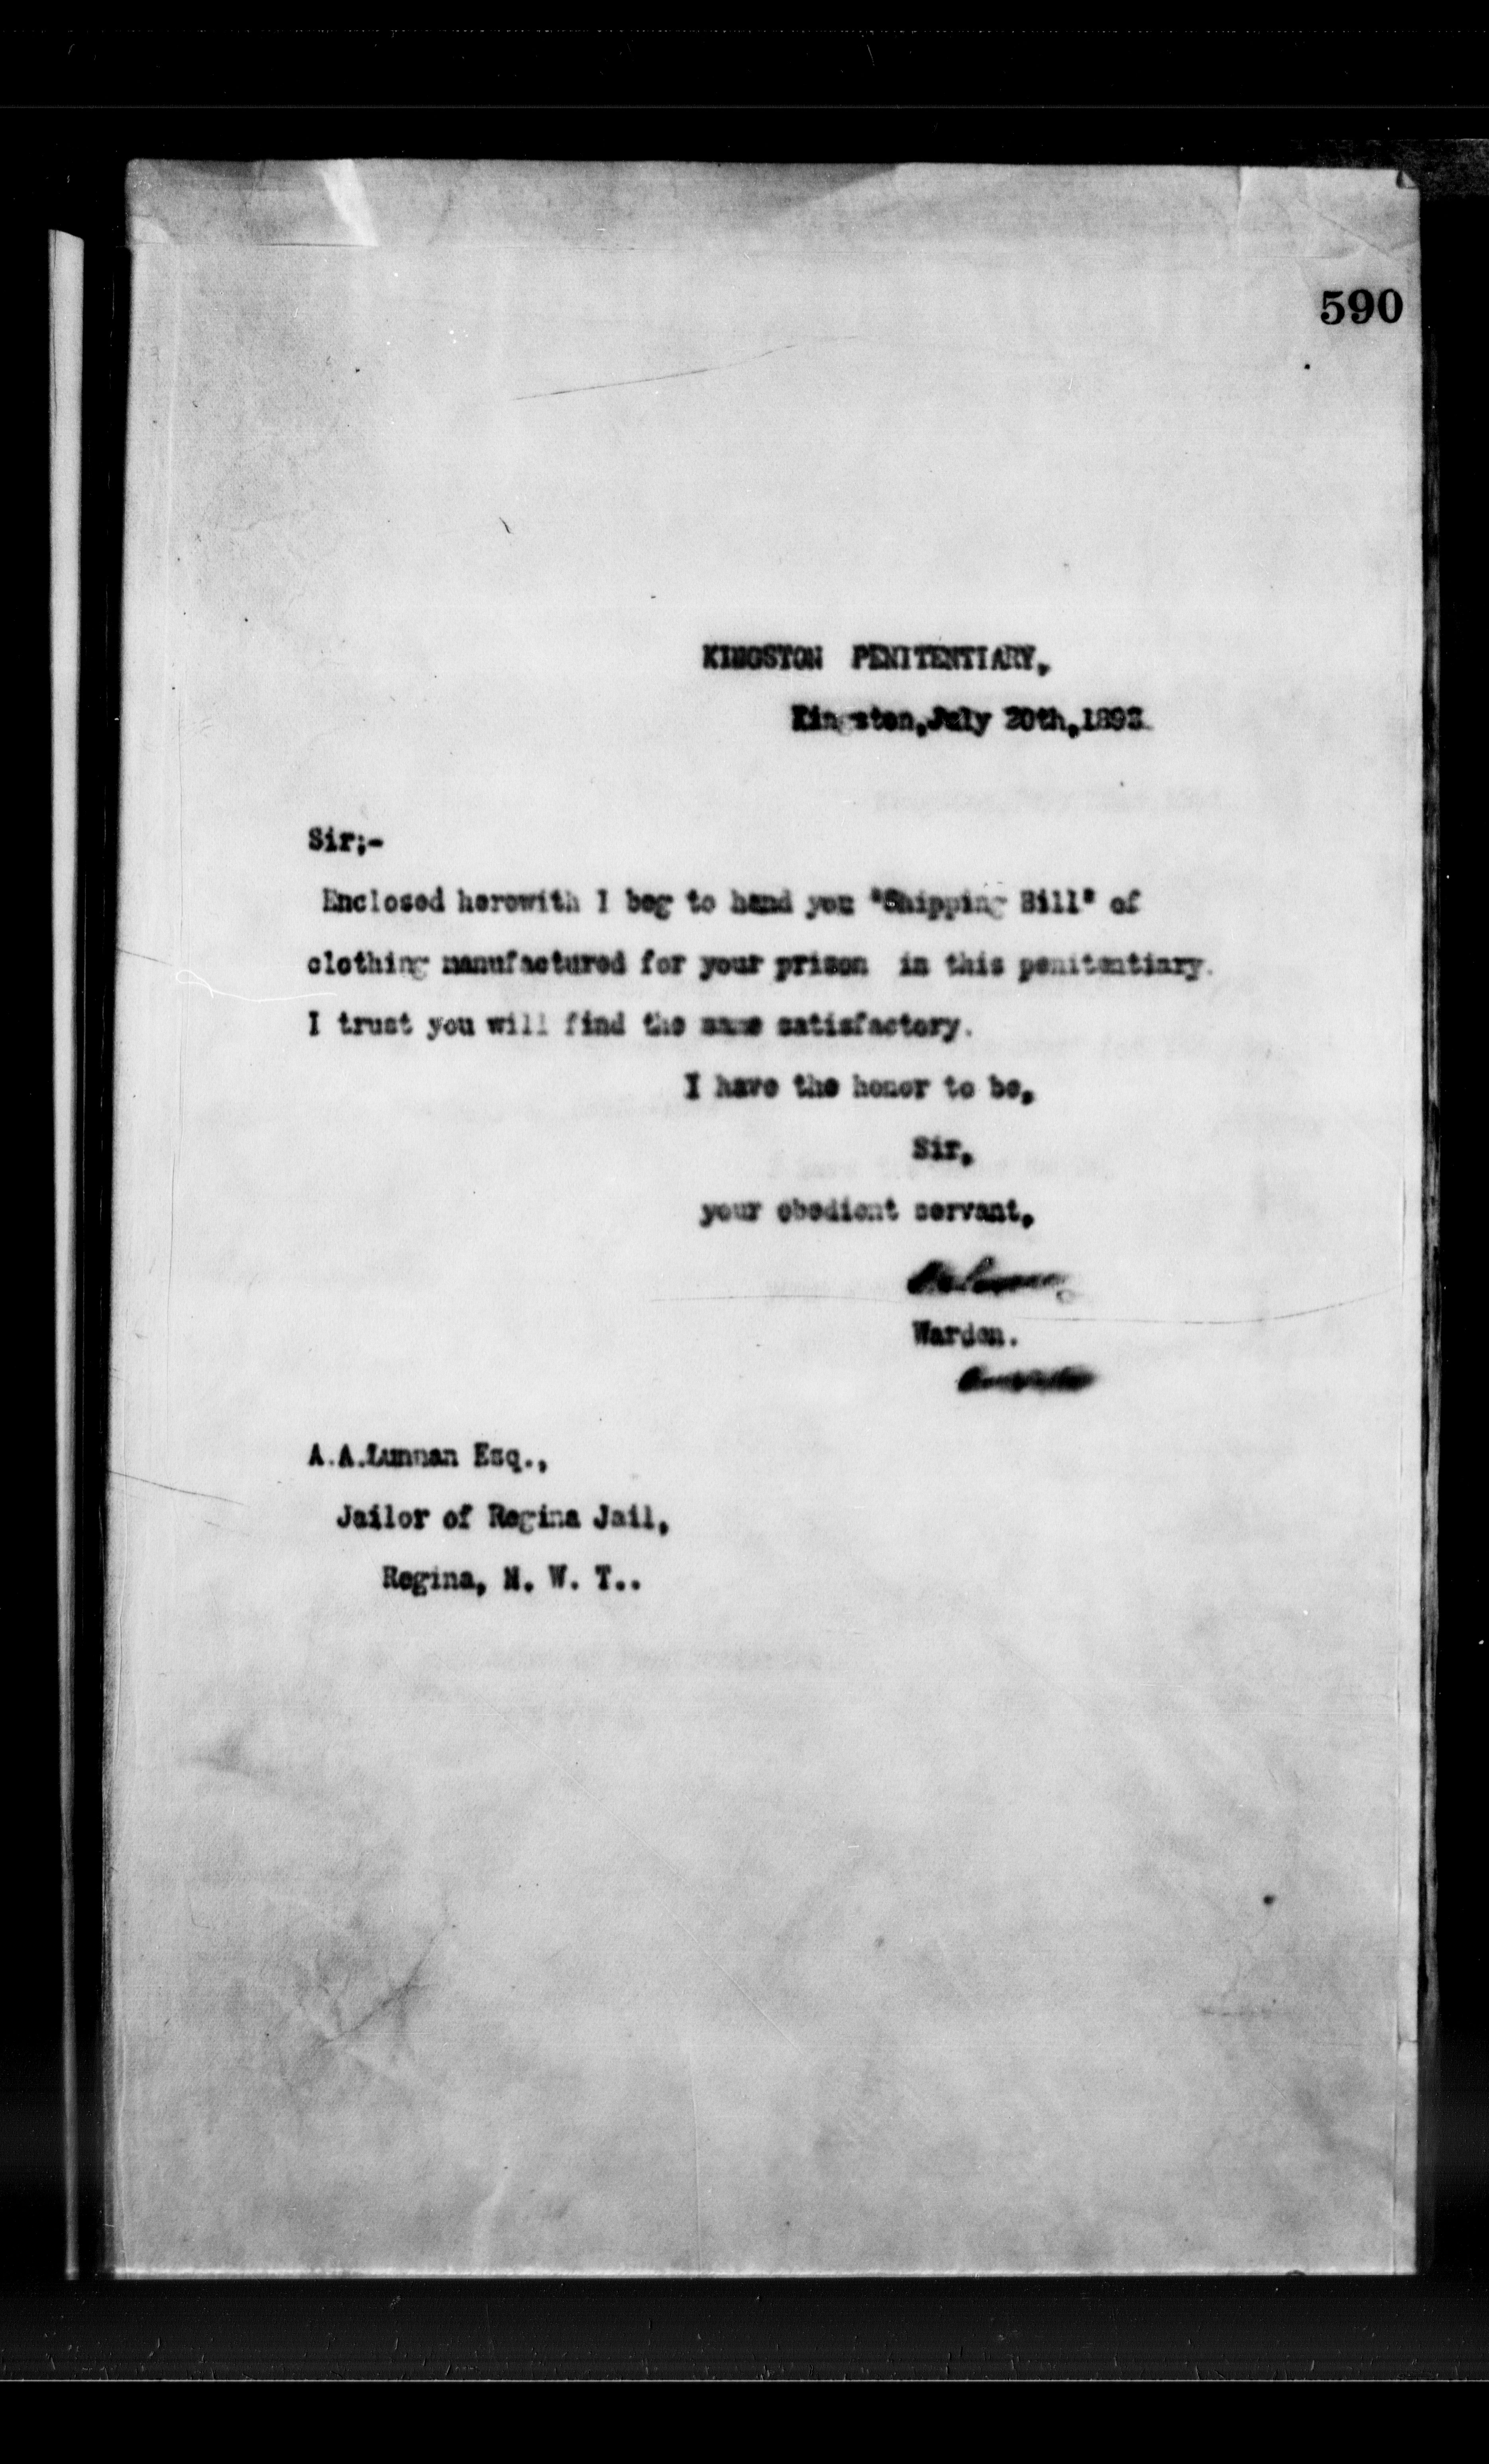 590
KINGSTON PENITENTIARY,
Kingston, July 20th, 1893.
Sir;-
Enclosed herewith I beg to hand you "Shipping Bill" of
clothing manufactured for your prison in this penitentiary.
I trust you will find the same satisfactory.
I have the honor to be,
Sir,
your obedient servant,
Warden.
A.A.Lunnan Esq.,
Jailor of Regina Jail,
Regina, N. W. T..